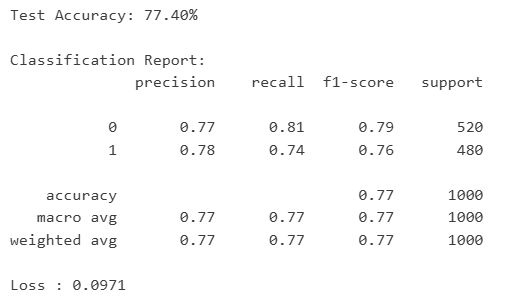 Test Accuracy: 77.40%
Classification Report:
precision recall f1-score support
0 0.77 0.81 0.79 520
1 0.78 0.74 0.76 480
accuracy 0.77 1000
macro avg 0.77 0.77 0.77 1000
weighted avg 0.77 0.77 0.77 1000
Loss : 0.0971